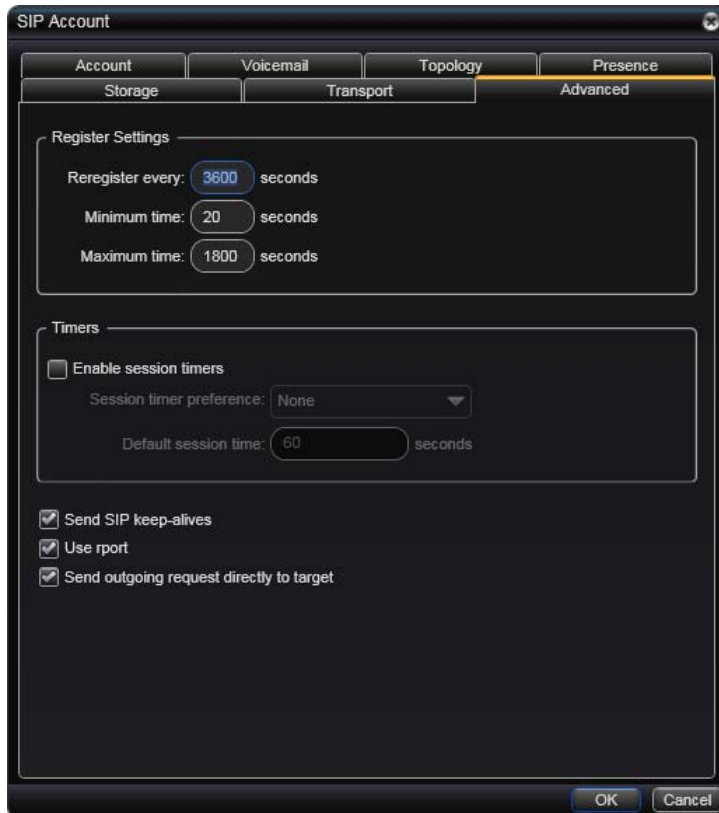 SIP Account
Account Voicemail Topology Presence
Storage Transport Advanced
Register Settings
Reregister every: 3600 seconds
Minimum time: 20 seconds
Maximum time: 1800 seconds
Timers
Enable session timers
Session timer preference: None
Default session time: 60 seconds
Send SIP keep-alives
Use rport
Send outgoing request directly to target
OK Cancel